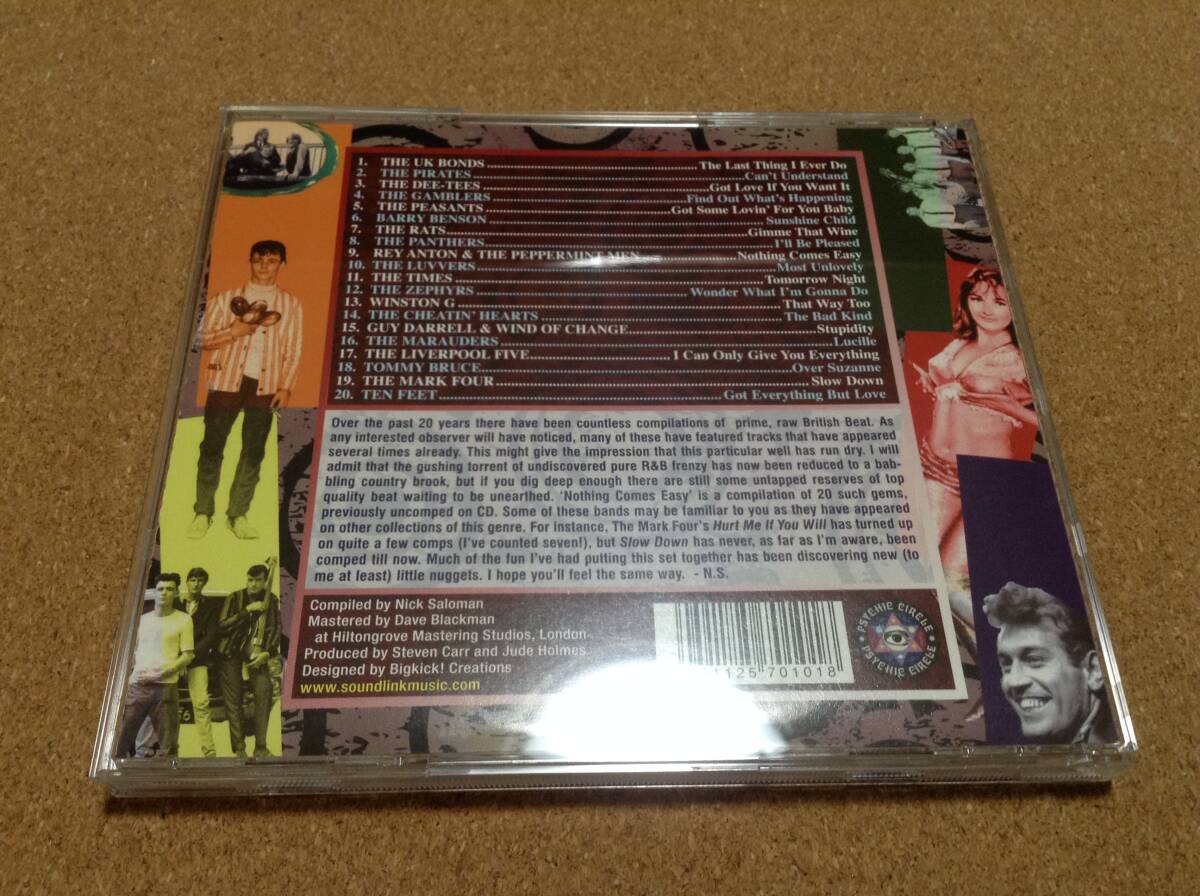 1. THE UK BONDS........The Last Thing I Ever Do
2. THE PIRATES........Can't Understand
3. THE DEE-TEES........Got Love If You Want It
4. THE GAMBLERS........Find Out What's Happening
5. THE PEASANTS........Got Some Lovin' For You Baby
6. BARRY BENSON........Sunshine Child
7. THE RATS........Gimme That Wine
8. THE PANTHERS........I'll Be Pleased
9. REY ANTON & THE PEPPERMINT MEN........Nothing Comes Easy
10. THE LUVVERS........Most Unlovely
11. THE TIMES........Tomorrow Night
12. THE ZEPHYRS........Wonder What I'm Gonna Do
13. WINSTON G........That Way Too
14. THE CHEATIN' HEARTS........The Bad Kind
15. GUY DARRELL & WIND OF CHANGE........Stupidity
16. THE MARAUDERS........Lucille
17. THE LIVERPOOL FIVE........I Can Only Give You Everything
18. TOMMY BRUCE........Over Suzanne
19. THE MARK FOUR........Slow Down
20. TEN FEET........Got Everything But Love
Over the past 20 years there have been countless compilations of prime, raw British Beat. As
any interested observer will have noticed, many of these have featured tracks that have appeared
several times already. This might give the impression that this particular well has run dry. I will
admit that the gushing torrent of undiscovered pure R&B frenzy has now been reduced to a bab-
bling country brook, but if you dig deep enough there are still some untapped reserves of top
quality beat waiting to be unearthed. 'Nothing Comes Easy' is a compilation of 20 such gems,
previously uncomped on CD. Some of these bands may be familiar to you as they have appeared
on other collections of this genre. For instance, The Mark Four's Hurt Me If You Will has turned up
on quite a few comps (I've counted seven!), but Slow Down has never, as far as I'm aware, been
comped till now. Much of the fun I've had putting this set together has been discovering new (to
me at least) little nuggets. I hope you'll feel the same way. - N.S.
Compiled by Nick Saloman
Mastered by Dave Blackman
at Hiltongrove Mastering Studios, London
Produced by Steven Carr and Jude Holmes
Designed by Bigkick! Creations
www.soundlinkmusic.com
125 701018
PSYCHIC CIRCLE
PSYCHIC CIRCLE